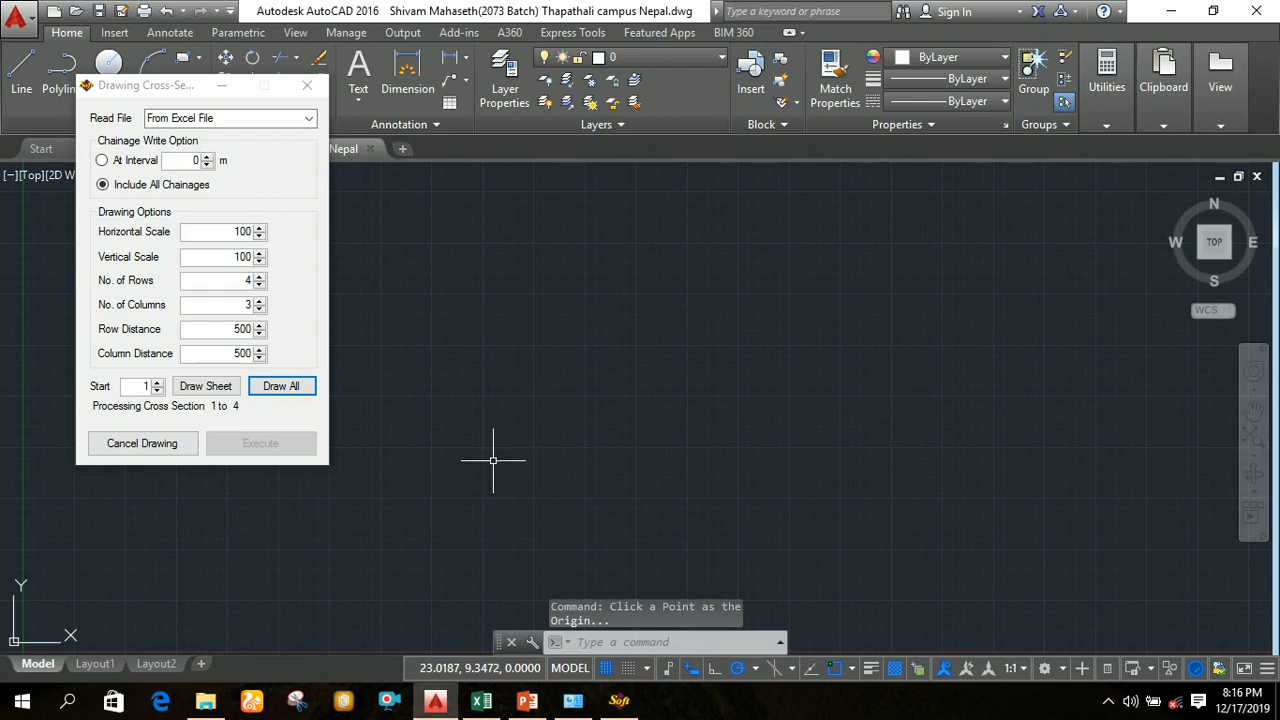 Autodesk AutoCAD 2016 Shivam Mahaseth(2073 Batch) Thapathali campus Nepal.dwg
Type a keyword or phrase
Sign In
Home Insert Annotate Parametric View Manage Output Add-ins A360 Express Tools Featured Apps BIM 360
Line
Text
Dimension
Layer
Properties
0
Insert
Match
Properties
ByLayer
ByLayer
ByLayer
Group
Utilities
Clipboard
View
Annotation
Layers
Block
Properties
Groups
Start
Nepal
Drawing Cross-Se...
Read File From Excel File
Chainage Write Option
At Interval 0 m
Include All Chainages
Drawing Options
Horizontal Scale 100
Vertical Scale 100
No. of Rows 4
No. of Columns 3
Row Distance 500
Column Distance 500
Start 1 Draw Sheet Draw All
Processing Cross Section 1 to 4
Cancel Drawing Execute
[−][Top][2D W
N
W TOP E
S
WCS
Y
X
Command: Click a Point as the
Origin...
Type a command
Model Layout1 Layout2
23.0187, 9.3472, 0.0000 MODEL
1:1
Soft
8:16 PM
12/17/2019